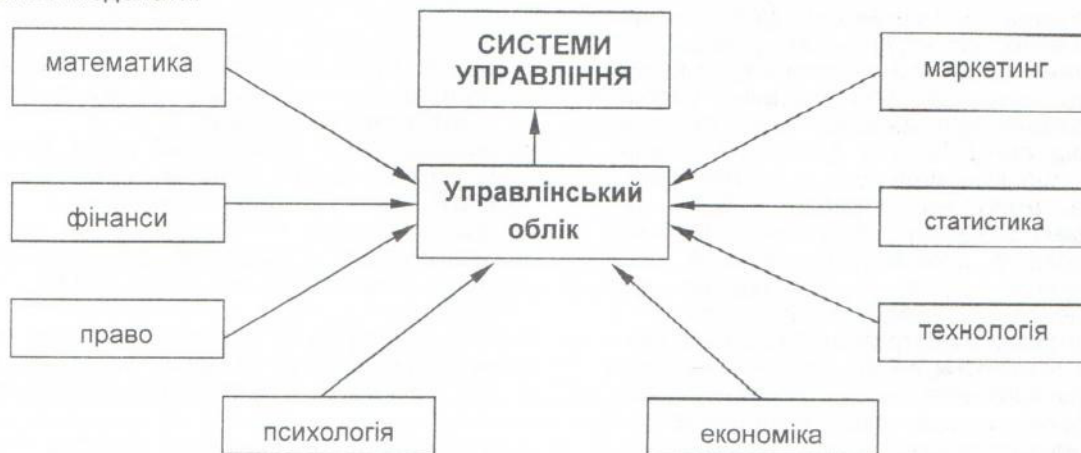 математика
СИСТЕМИ
УПРАВЛІННЯ
маркетинг
Управлінський
облік
фінанси
статистика
право
технологія
психологія
економіка